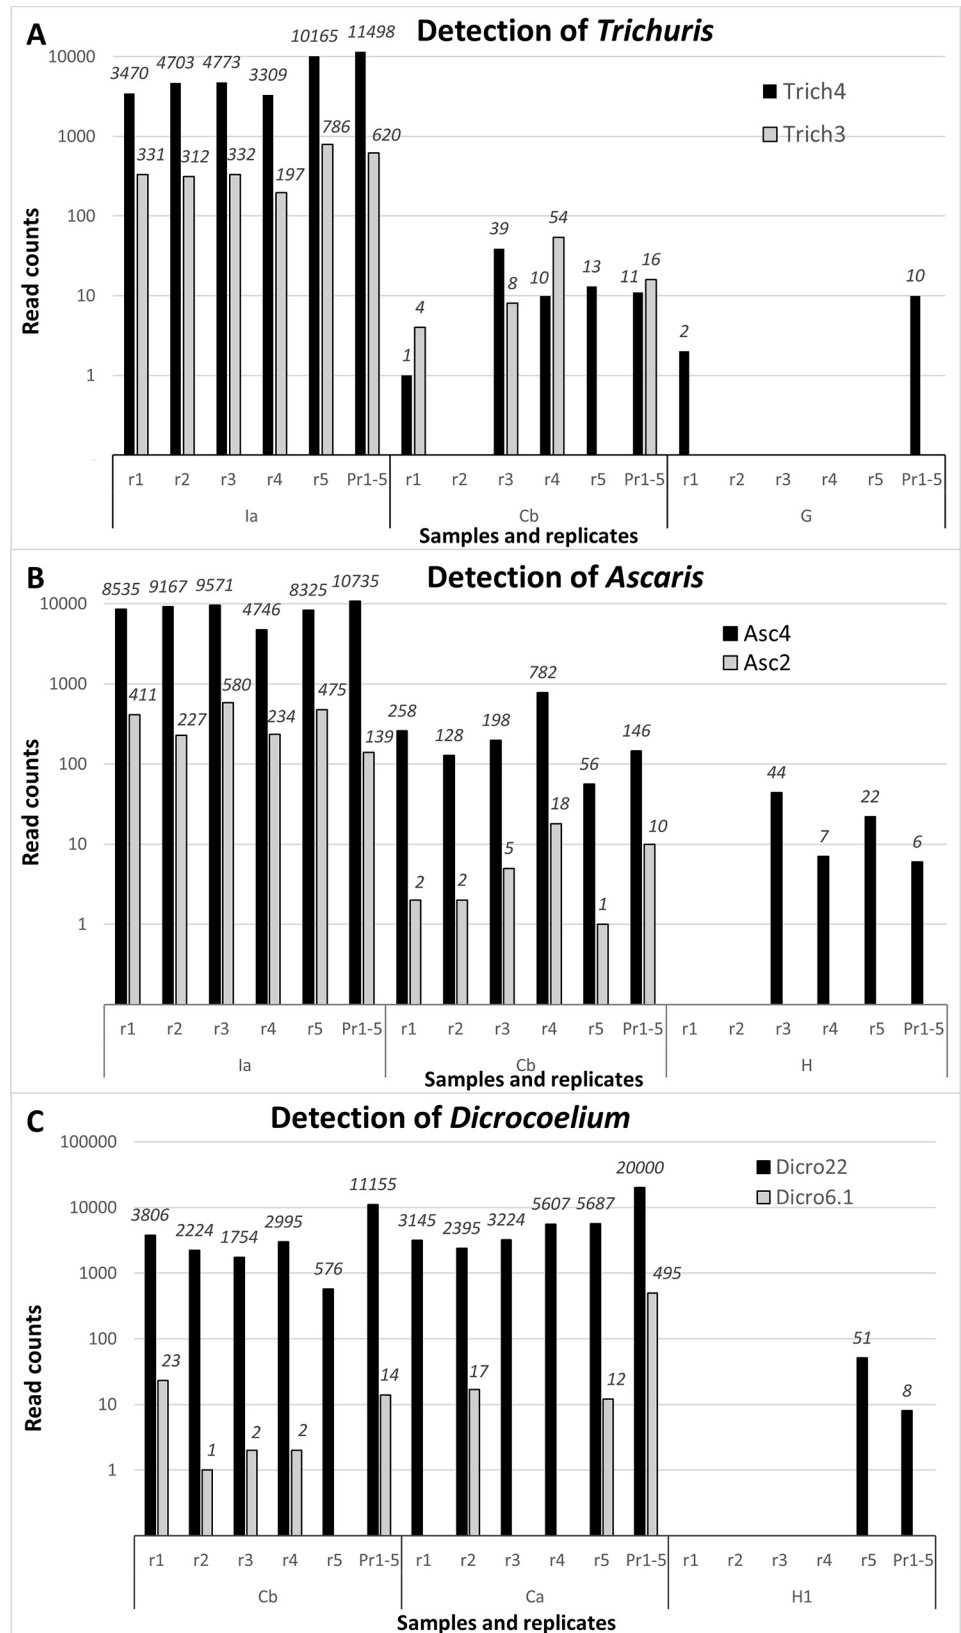 A Detection of Trichuris
10165 11498
10000
3470 4703 4773 3309
Trich4
1000
786 620
331 312 332 197
Trich3
Read counts
100
54
39
10
13 16
10 11 10
8
4
2
1
1
r1 r2 r3 r4 r5 Pr1-5 r1 r2 r3 r4 r5 Pr1-5 r1 r2 r3 r4 r5 Pr1-5
Ia Cb G
Samples and replicates
B Detection of Ascaris
8535 9167 9571 4746 8325 10735
10000
Asc4
Asc2
1000
782
411 227 580 234 475 139
258 128 198 56 146
Read counts
100
44 22
18 10
10
7 6
5
2 2 1
1
r1 r2 r3 r4 r5 Pr1-5 r1 r2 r3 r4 r5 Pr1-5 r1 r2 r3 r4 r5 Pr1-5
Ia Cb H
Samples and replicates
C Detection of Dicrocoelium
100000
Dicro22
20000
Dicro6.1
11155
10000
3806 2224 1754 2995 576
3145 2395 3224 5607 5687
1000
495
Read counts
100
51
23 14 17 12
10
8
1 2 2
1
r1 r2 r3 r4 r5 Pr1-5 r1 r2 r3 r4 r5 Pr1-5 r1 r2 r3 r4 r5 Pr1-5
Cb Ca H1
Samples and replicates